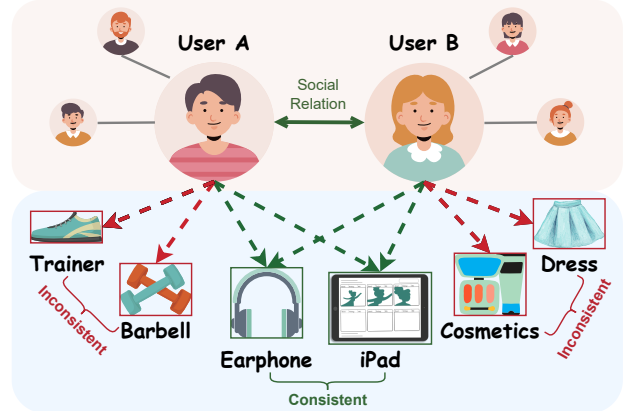 User A
User B
Social
Relation
Trainer
Barbell
Earphone
iPad
Cosmetics
Dress
Inconsistent
Consistent
Inconsistent